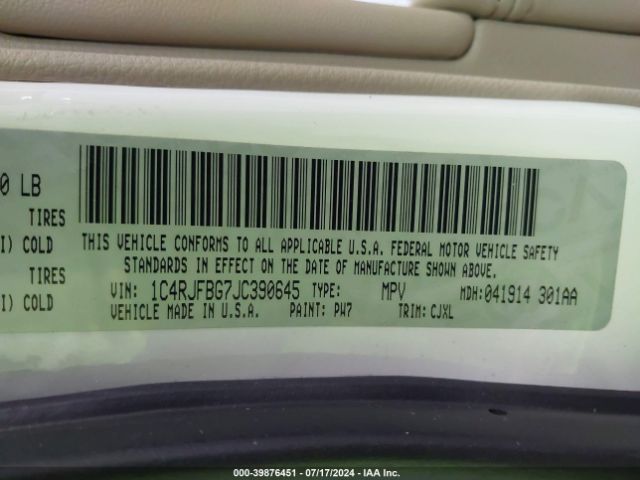 0 LB
TIRES
I) COLD
TIRES
I) COLD
THIS VEHICLE CONFORMS TO ALL APPLICABLE U.S.A. FEDERAL MOTOR VEHICLE SAFETY
STANDARDS IN EFFECT ON THE DATE OF MANUFACTURE SHOWN ABOVE.
VIN: 1C4RJFBG7JC390645 TYPE: MPV MDH:041914 301AA
VEHICLE MADE IN U.S.A. PAINT: PW7 TRIM: CJXL
000-39876451 - 07/17/2024 - IAA Inc.